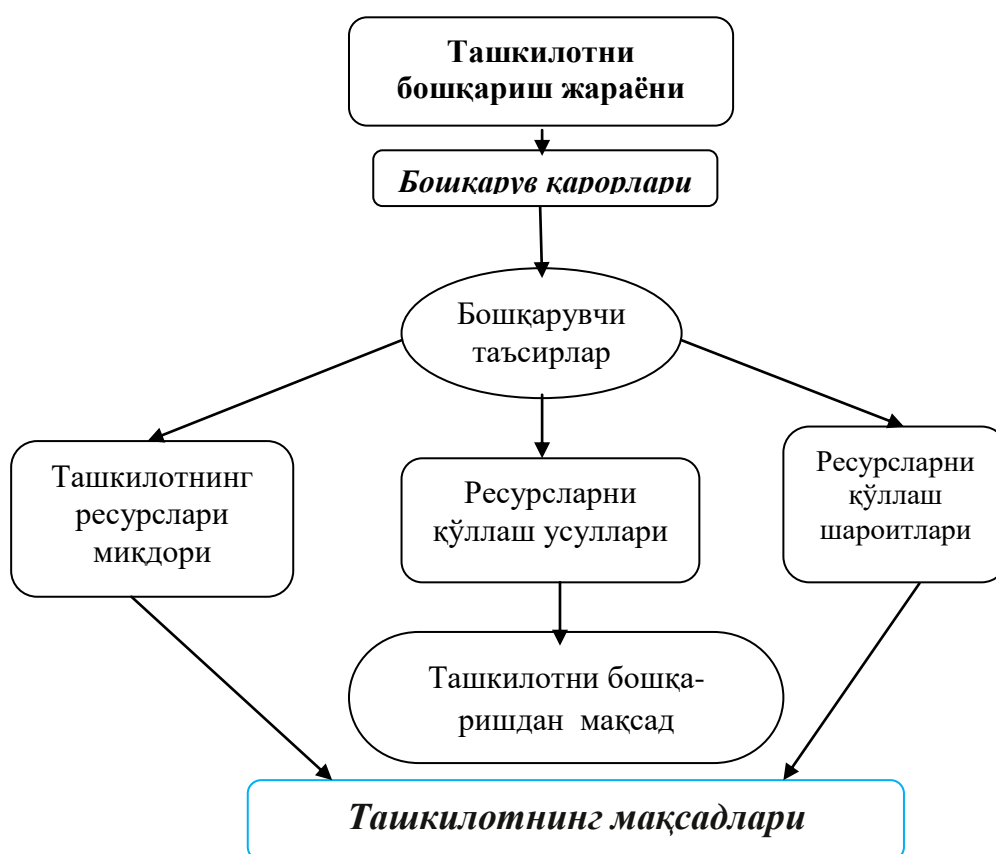 Ташкилотни
бошқариш жараёни
Бошқарув қарорлари
Бошқарувчи
таъсирлар
Ташкилотнинг
ресурслари
миқдори
Ресурсларни
қўллаш усуллари
Ресурсларни
қўллаш
шароитлари
Ташкилотни бошқа-
ришдан мақсад
Ташкилотнинг мақсадлари